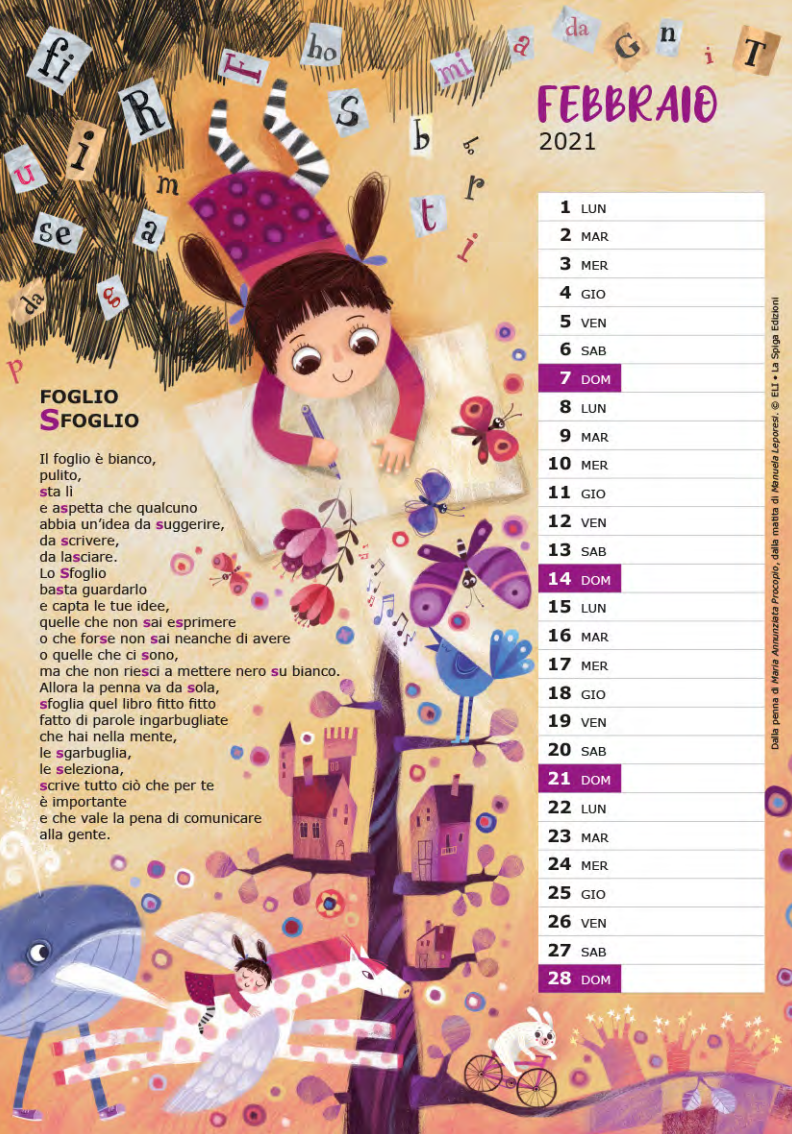 fi
R
I
ho
S
mi
a
da
G
n
i
T
u
i
m
b
b.
r
t
i
se
a
da
g
p
FEBBRAIO
2021
FOGLIO
SFOGLIO
Il foglio è bianco,
pulito,
sta lì
e aspetta che qualcuno
abbia un’idea da suggerire,
da scrivere,
da lasciare.
Lo Sfoglio
basta guardarlo
e capta le tue idee,
quelle che non sai esprimere
o che forse non sai neanche di avere
o quelle che ci sono,
ma che non riesci a mettere nero su bianco.
Allora la penna va da sola,
sfoglia quel libro fitto fitto
fatto di parole ingarbugliate
che hai nella mente,
le sgarbuglia,
le seleziona,
scrive tutto ciò che per te
è importante
e che vale la pena di comunicare
alla gente.
1 LUN
2 MAR
3 MER
4 GIO
5 VEN
6 SAB
7 DOM
8 LUN
9 MAR
10 MER
11 GIO
12 VEN
13 SAB
14 DOM
15 LUN
16 MAR
17 MER
18 GIO
19 VEN
20 SAB
21 DOM
22 LUN
23 MAR
24 MER
25 GIO
26 VEN
27 SAB
28 DOM
Dalla penna di Maria Annunziata Procopio, dalla matita di Manuela Leporesi. © ELI • La Spiga Edizioni